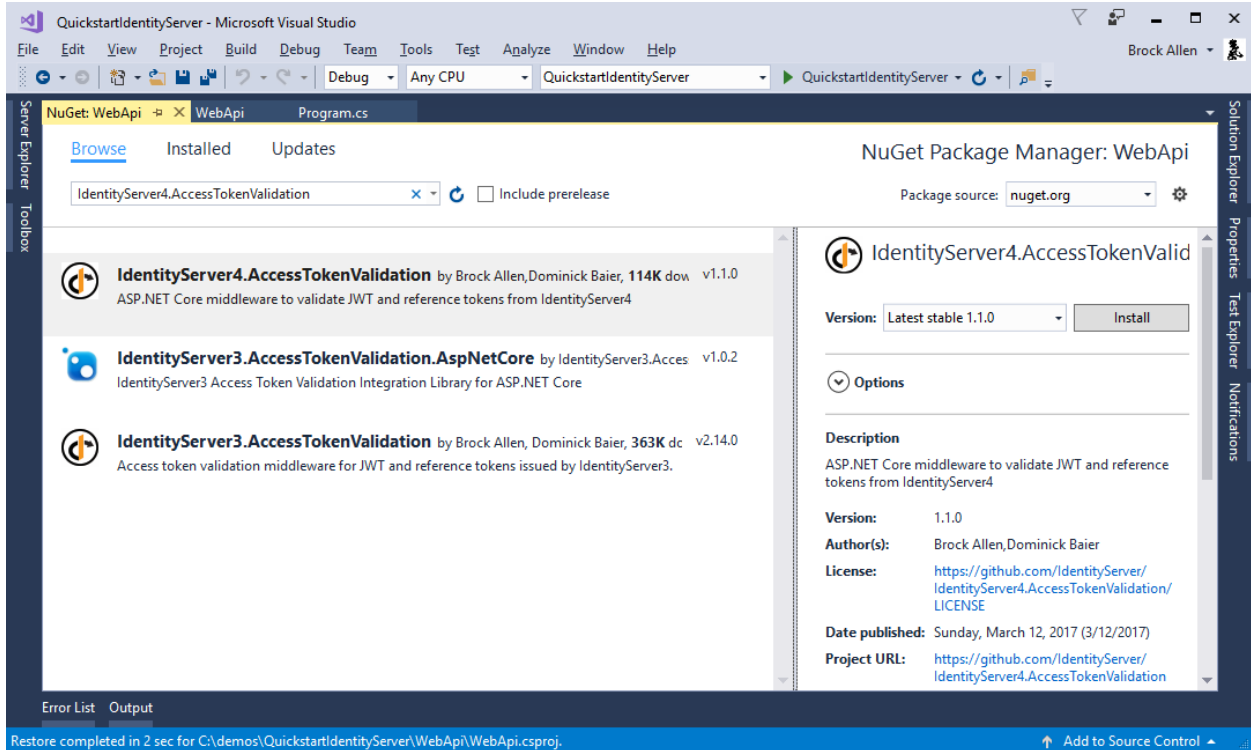 QuickstartIdentityServer - Microsoft Visual Studio
File Edit View Project Build Debug Team Tools Test Analyze Window Help
Brock Allen
Debug Any CPU QuickstartIdentityServer QuickstartIdentityServer
Server Explorer
Toolbox
NuGet: WebApi WebApi Program.cs
Browse Installed Updates
NuGet Package Manager: WebApi
IdentityServer4.AccessTokenValidation Include prerelease
Package source: nuget.org
IdentityServer4.AccessTokenValidation by Brock Allen,Dominick Baier, 114K dow v1.1.0
ASP.NET Core middleware to validate JWT and reference tokens from IdentityServer4
IdentityServer3.AccessTokenValidation.AspNetCore by IdentityServer3.Acces v1.0.2
IdentityServer3 Access Token Validation Integration Library for ASP.NET Core
IdentityServer3.AccessTokenValidation by Brock Allen, Dominick Baier, 363K dc v2.14.0
Access token validation middleware for JWT and reference tokens issued by IdentityServer3.
IdentityServer4.AccessTokenValid
Version: Latest stable 1.1.0 Install
Options
Description
ASP.NET Core middleware to validate JWT and reference
tokens from IdentityServer4
Version: 1.1.0
Author(s): Brock Allen,Dominick Baier
License: https://github.com/IdentityServer/
IdentityServer4.AccessTokenValidation/
LICENSE
Date published: Sunday, March 12, 2017 (3/12/2017)
Project URL: https://github.com/IdentityServer/
IdentityServer4.AccessTokenValidation
Solution Explorer
Properties
Test Explorer
Notifications
Error List Output
Restore completed in 2 sec for C:\demos\QuickstartIdentityServer\WebApi\WebApi.csproj.
Add to Source Control